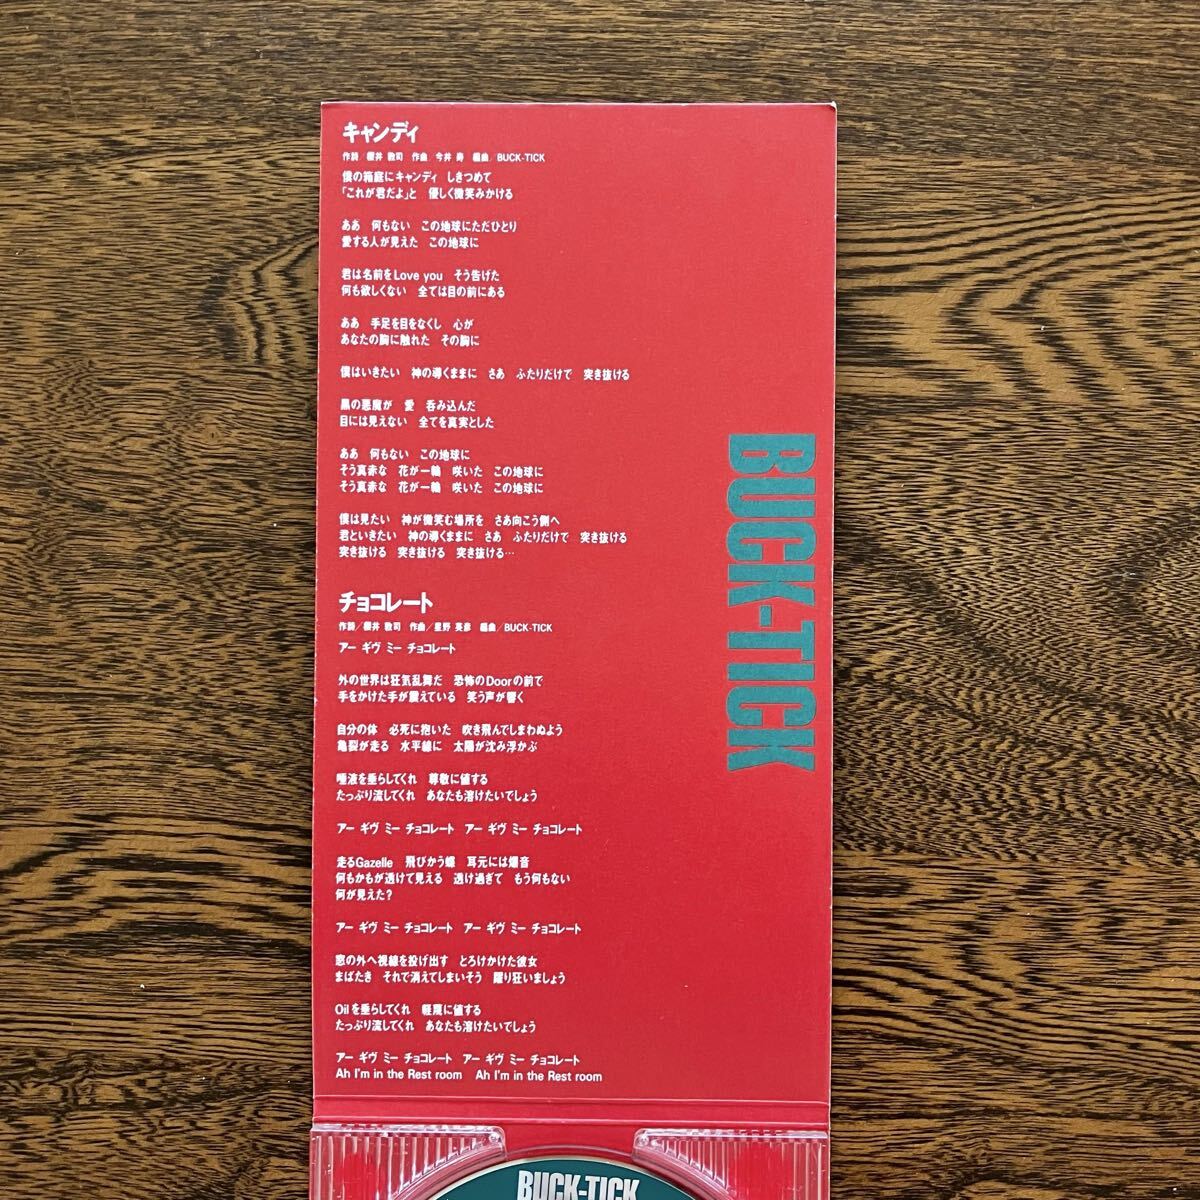 キャンディ
作詞/櫻井 敦司 作曲/今井 寿 編曲/BUCK-TICK
僕の箱庭にキャンディ しきつめて
「これが君だよ」と 優しく微笑みかける
ああ 何もない この地球にただひとり
愛する人が見えた この地球に
君は名前をLove you そう告げた
何も欲しくない 全ては目の前にある
ああ 手足を目をなくし 心が
あなたの胸に触れた その胸に
僕はいきたい 神の導くままに さあ ふたりだけで 突き抜ける
黒の悪魔が 愛 呑み込んだ
目には見えない 全てを真実とした
ああ 何もない この地球に
そう真赤な 花が一輪 咲いた この地球に
そう真赤な 花が一輪 咲いた この地球に
僕は見たい 神が微笑む場所を さあ向こう側へ
君といきたい 神の導くままに さあ ふたりだけで 突き抜ける
突き抜ける 突き抜ける 突き抜ける…
チョコレート
作詞/櫻井 敦司 作曲/星野 英彦 編曲/BUCK-TICK
アー ギヴ ミー チョコレート
外の世界は狂気乱舞だ 恐怖のDoorの前で
手をかけた手が震えている 笑う声が響く
自分の体 必死に抱いた 吹き飛んでしまわぬよう
亀裂が走る 水平線に 太陽が沈み浮かぶ
唾液を垂らしてくれ 尊敬に値する
たっぷり流してくれ あなたも溶けたいでしょう
アー ギヴ ミー チョコレート アー ギヴ ミー チョコレート
走るGazelle 飛びかう蝶 耳元には爆音
何もかもが透けて見える 透け過ぎて もう何もない
何が見えた?
アー ギヴ ミー チョコレート アー ギヴ ミー チョコレート
窓の外へ視線を投げ出す とろけかけた彼女
まばたき それで消えてしまいそう 踊り狂いましょう
Oilを垂らしてくれ 軽蔑に値する
たっぷり流してくれ あなたも溶けたいでしょう
アー ギヴ ミー チョコレート アー ギヴ ミー チョコレート
Ah I'm in the Rest room Ah I'm in the Rest room
BUCK-TICK
BUCK-TICK